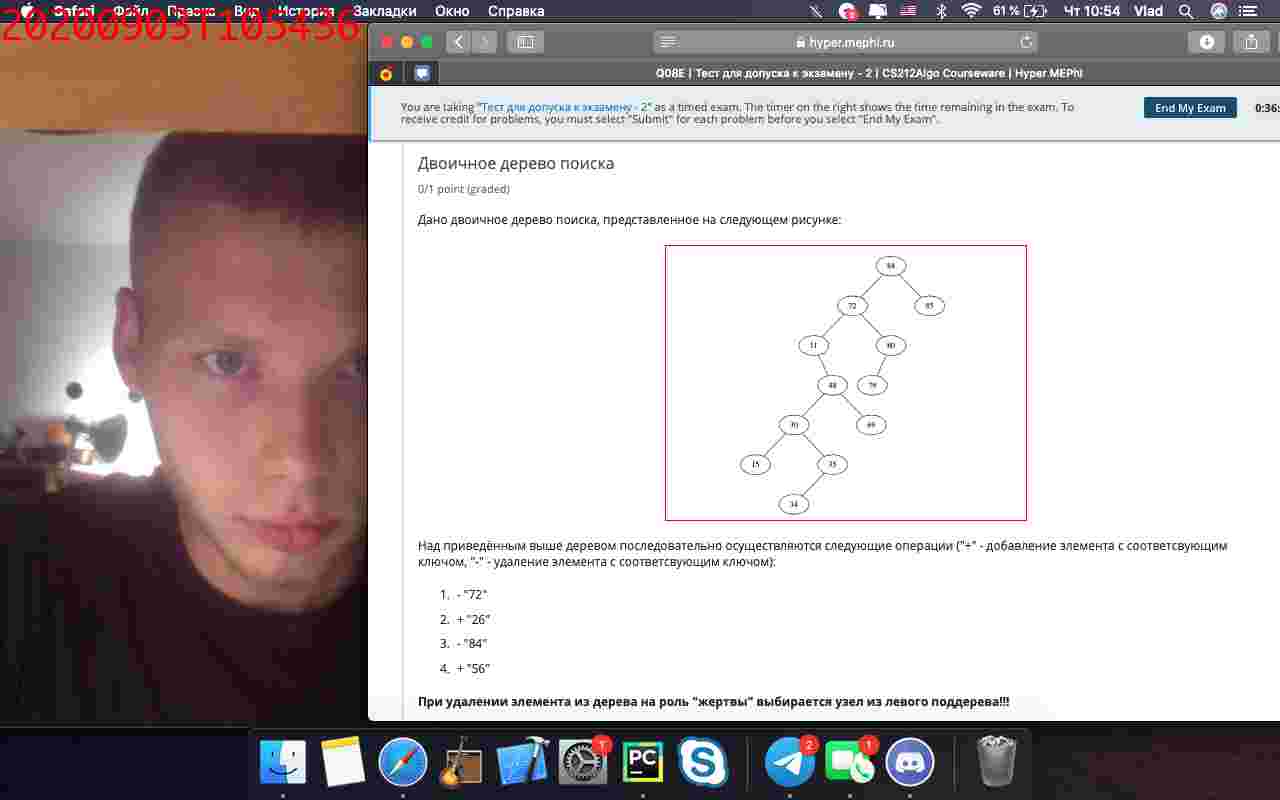 Safari Файл Правка Вид История Закладки Окно Справка 61 % Чт 10:54 Vlad
20200903T105436
hyper.mephi.ru
Q08E | Тест для допуска к экзамену - 2 | CS212Algo Courseware | Hyper.MEPhI
You are taking "Тест для допуска к экзамену - 2" as a timed exam. The timer on the right shows the time remaining in the exam. To
receive credit for problems, you must select "Submit" for each problem before you select "End My Exam".
End My Exam
0:36:
Двоичное дерево поиска
0/1 point (graded)
Дано двоичное дерево поиска, представленное на следующем рисунке:
84
72
11
80
48
79
69
15
35
34
Над приведённым выше деревом последовательно осуществляются следующие операции ("+" - добавление элемента с соответсвующим
ключом, "-" - удаление элемента с соответсвующим ключом):
1. - "72"
2. + "26"
3. - "84"
4. + "56"
При удалении элемента из дерева на роль "жертвы" выбирается узел из левого поддерева!!!
1
PC
S
2
1